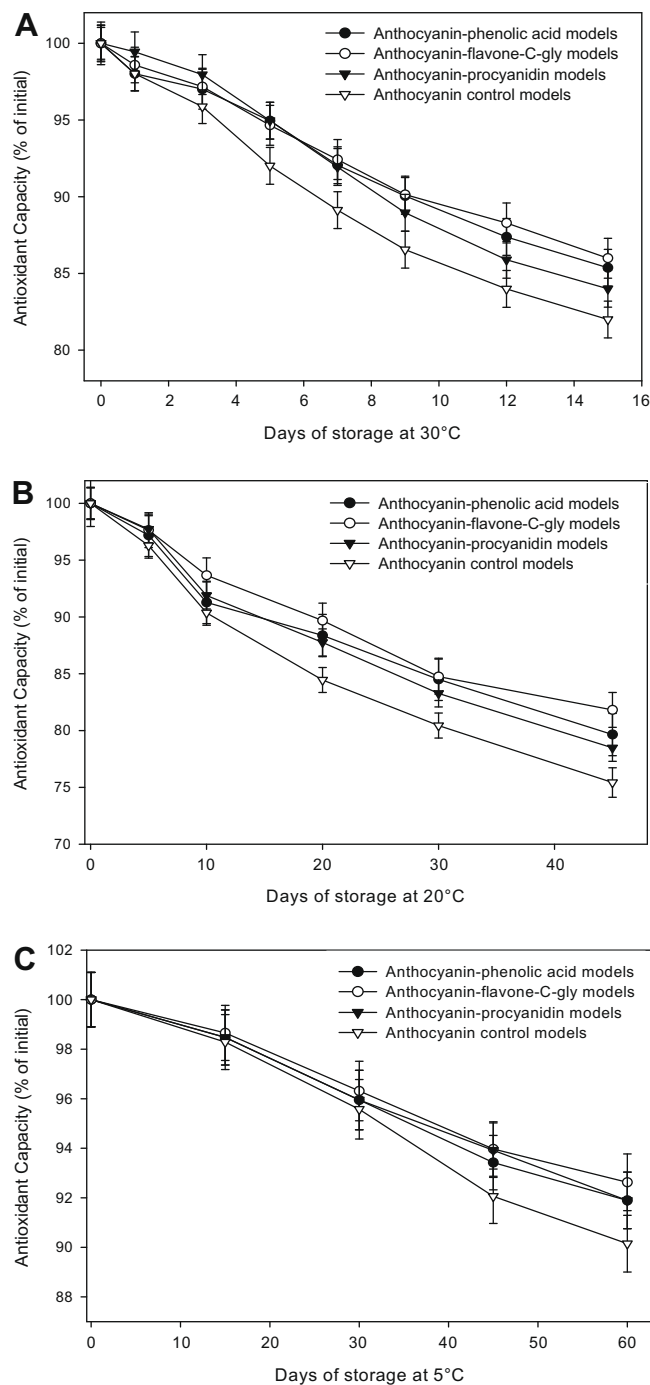 A
Antioxidant Capacity (% of initial)
Anthocyanin-phenolic acid models
Anthocyanin-flavone-C-gly models
Anthocyanin-procyanidin models
Anthocyanin control models
100
95
90
85
80
0 2 4 6 8 10 12 14 16
Days of storage at 30°C
B
Antioxidant Capacity (% of initial)
Anthocyanin-phenolic acid models
Anthocyanin-flavone-C-gly models
Anthocyanin-procyanidin models
Anthocyanin control models
100
95
90
85
80
75
70
0 10 20 30 40
Days of storage at 20°C
C
Antioxidant Capacity (% of initial)
Anthocyanin-phenolic acid models
Anthocyanin-flavone-C-gly models
Anthocyanin-procyanidin models
Anthocyanin control models
102
100
98
96
94
92
90
88
0 10 20 30 40 50 60
Days of storage at 5°C